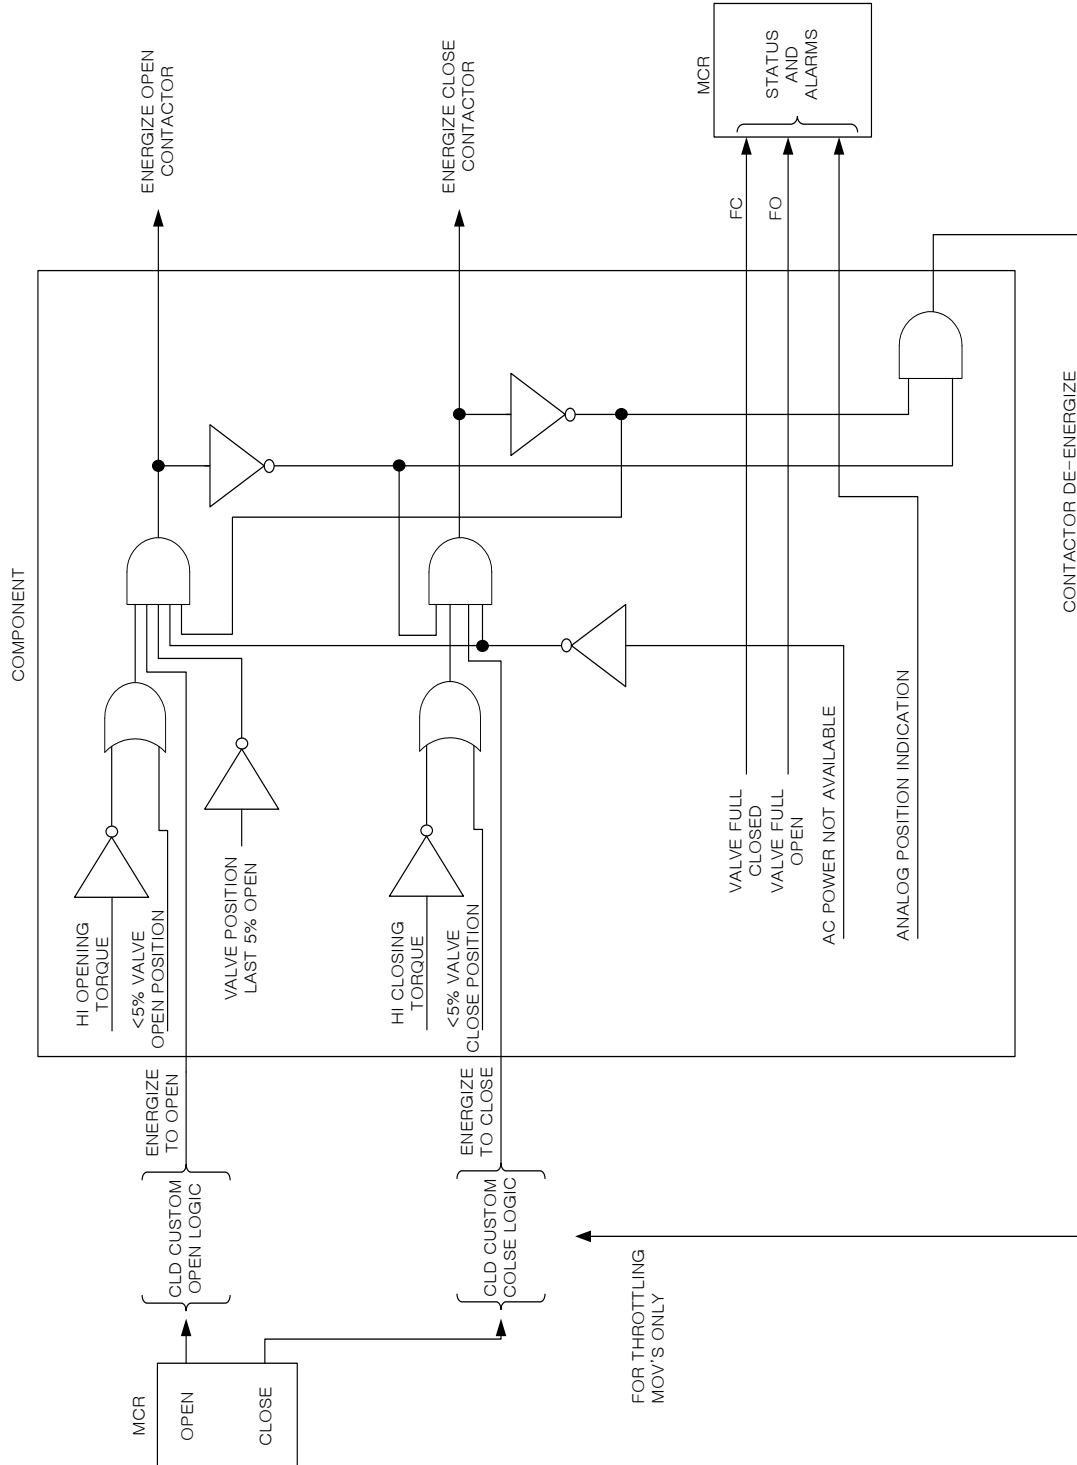 COMPONENT
MCR
OPEN
CLOSE
CLD CUSTOM
OPEN LOGIC
CLD CUSTOM
COLSE LOGIC
ENERGIZE
TO OPEN
ENERGIZE
TO CLOSE
HI OPENING
TORQUE
<5% VALVE
OPEN POSITION
VALVE POSITION
LAST 5% OPEN
HI CLOSING
TORQUE
<5% VALVE
CLOSE POSITION
VALVE FULL
CLOSED
VALVE FULL
OPEN
AC POWER NOT AVAILABLE
ANALOG POSITION INDICATION
ENERGIZE OPEN
CONTACTOR
ENERGIZE CLOSE
CONTACTOR
FC
FO
MCR
STATUS
AND
ALARMS
FOR THROTTLING
MOV'S ONLY
CONTACTOR DE-ENERGIZE